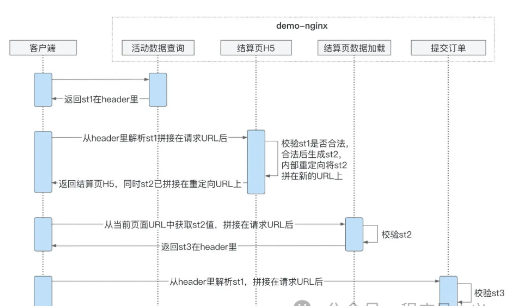 demo-nginx
客户端
活动数据查询
结算页H5
结算页数据加载
提交订单
返回st1在header里
从header里解析st1拼接在请求URL后
校验st1是否合法,
合法后生成st2,
内部重定向将st2
拼在新的URL上
返回结算页H5, 同时st2已拼接在重定向URL上
从当前页面URL中获取st2值, 拼接在请求URL后
校验st2
返回st3在header里
从header里解析st1, 拼接在请求URL后
校验st3